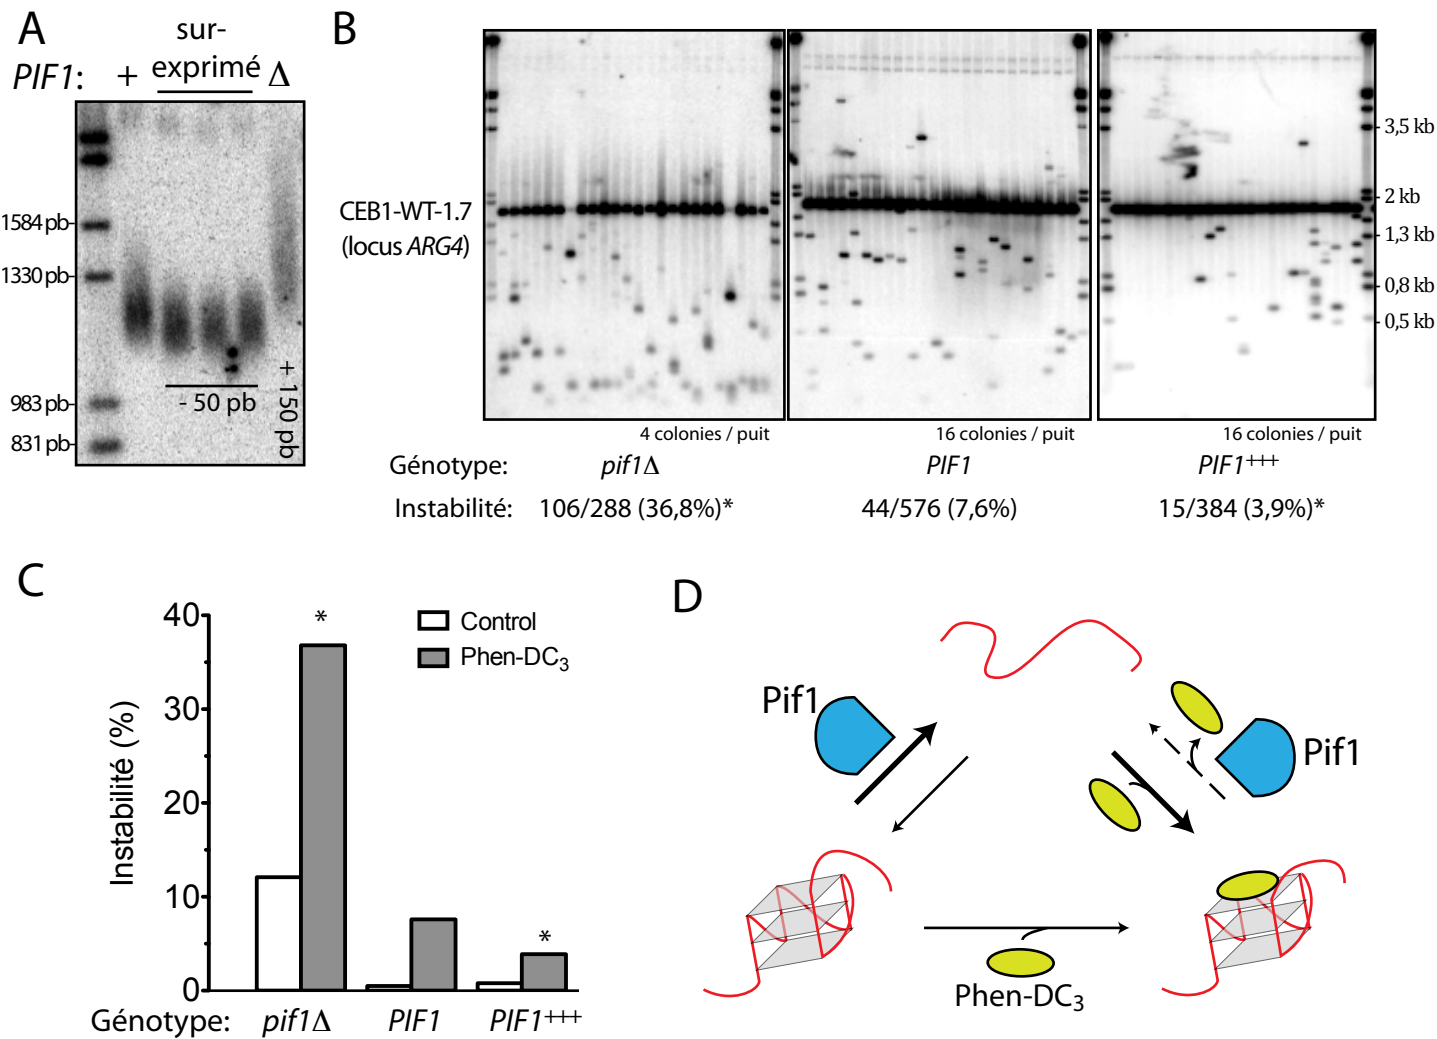 A
sur-
exprimé
PIF1: + Δ
1584 pb
1330 pb
983 pb
831 pb
- 50 pb
+ 150 pb
B
CEB1-WT-1.7
(locus ARG4)
3,5 kb
2 kb
1,3 kb
0,8 kb
0,5 kb
4 colonies / puit
16 colonies / puit
16 colonies / puit
Génotype: pif1Δ PIF1 PIF1+++
Instabilité: 106/288 (36,8%)* 44/576 (7,6%) 15/384 (3,9%)*
C
Instabilité (%)
40
30
20
10
0
*
*
Control
Phen-DC3
Génotype: pif1Δ PIF1 PIF1+++
D
Pif1
Pif1
Phen-DC3